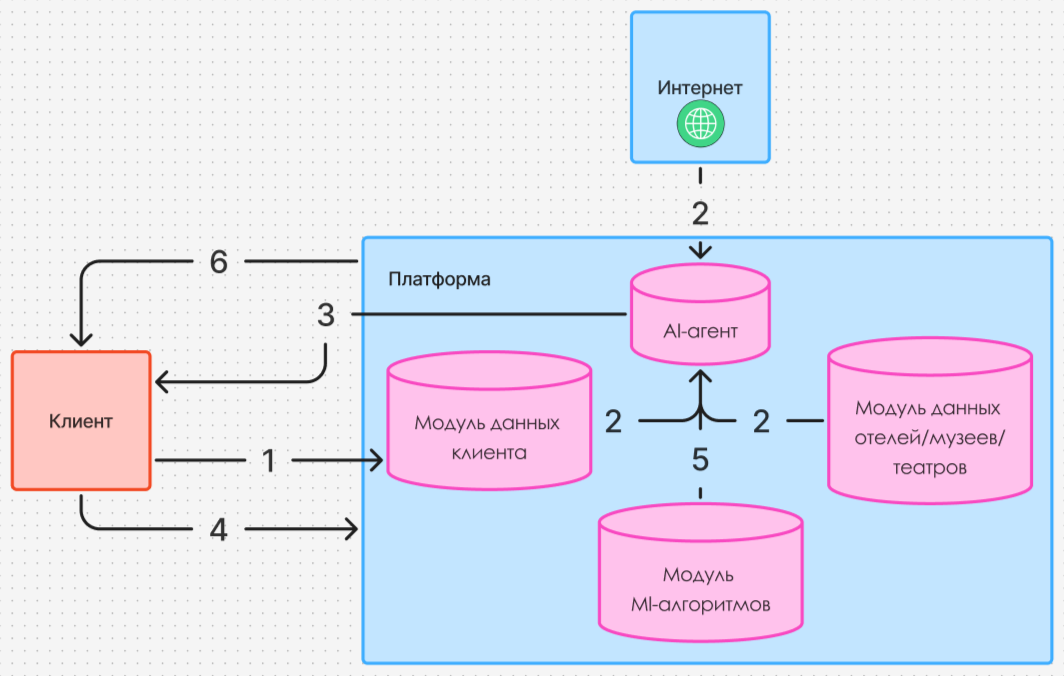 Интернет
2
6
Платформа
3
AI-агент
Клиент
Модуль данных
клиента
2
2
Модуль данных
отелей/музеев/
театров
1
5
4
Модуль
Ml-алгоритмов